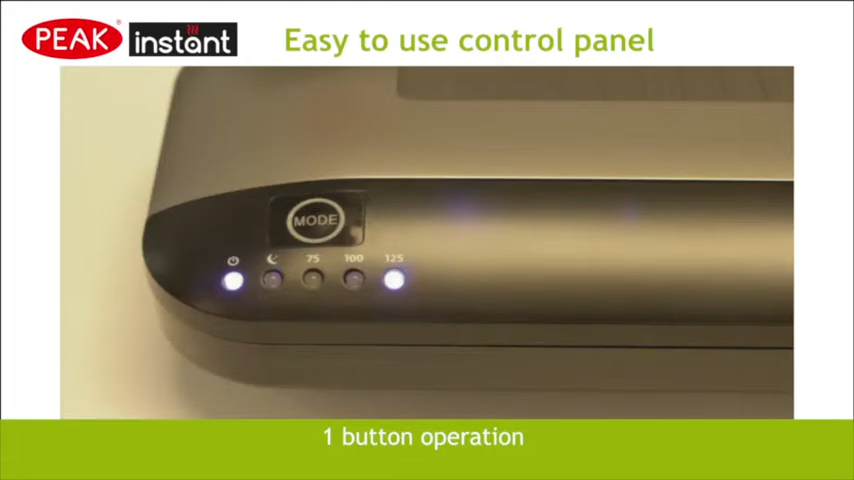 PEAK®
instant
Easy to use control panel
MODE
75 100 125
1 button operation